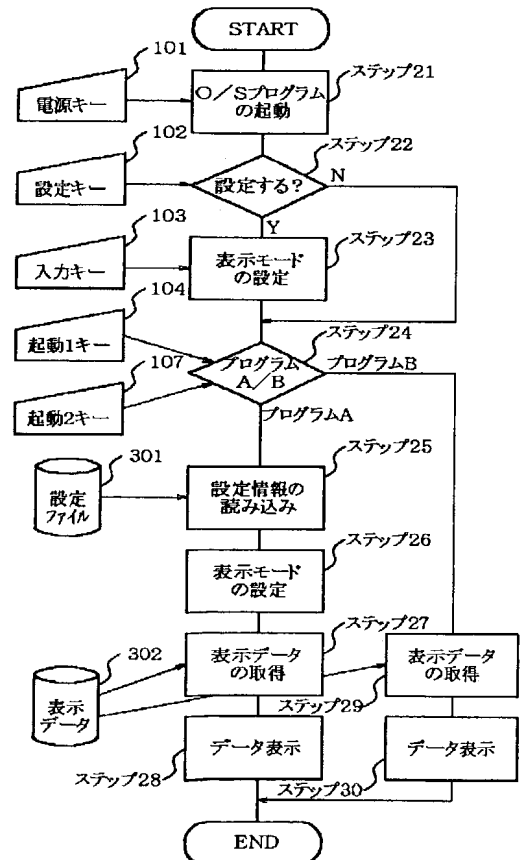 START
101
ステップ21
電源キー
O/Sプログラム
の起動
102
ステップ22
設定キー
設定する?
N
Y
103
ステップ23
入力キー
表示モード
の設定
104
ステップ24
起動1キー
プログラム
A/B
プログラムB
107
起動2キー
プログラムA
301
ステップ25
設定
ファイル
設定情報の
読み込み
ステップ26
表示モード
の設定
ステップ27
302
表示データ
の取得
表示データ
の取得
表示
データ
ステップ29
データ表示
データ表示
ステップ28
ステップ30
END